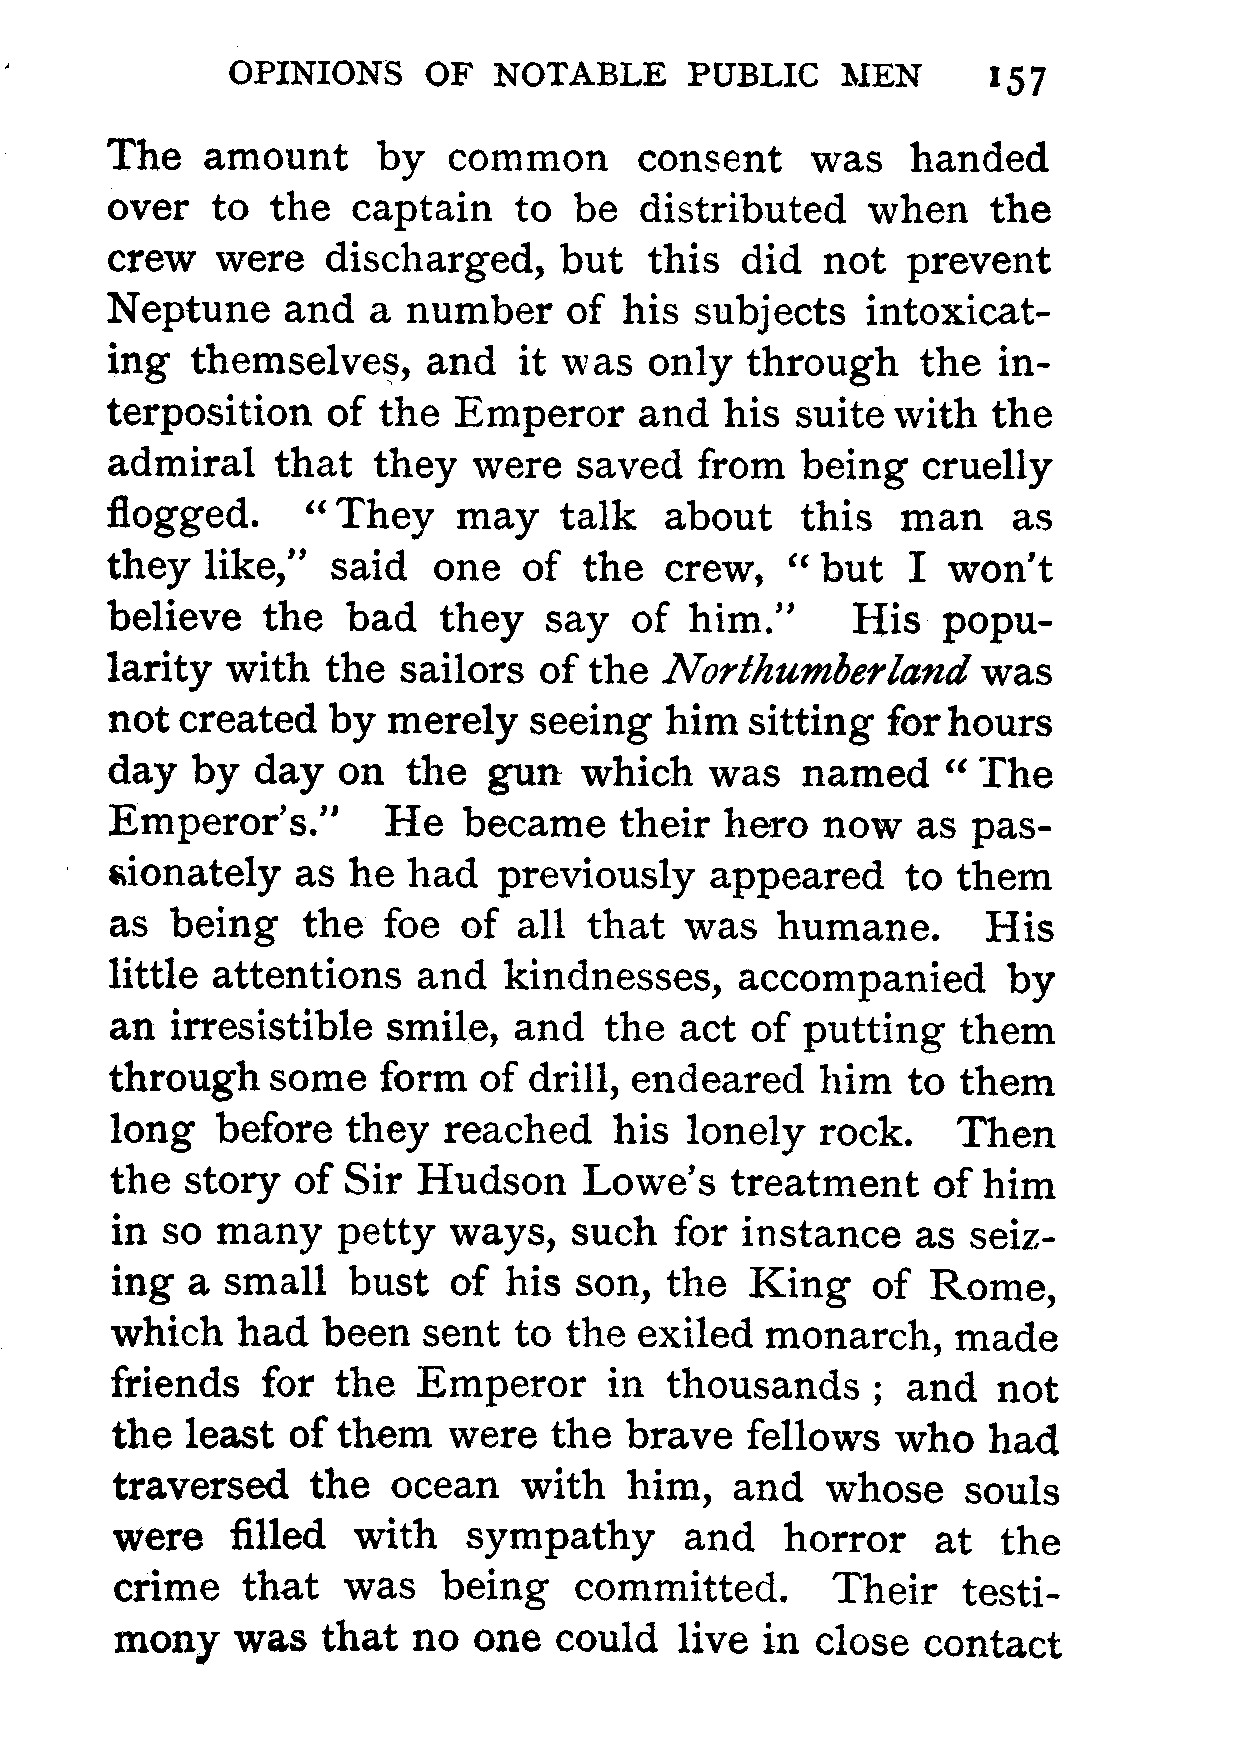 OPINIONS OF NOTABLE PUBLIC MEN 157
The amount by common consent was handed
over to the captain to be distributed when the
crew were discharged, but this did not prevent
Neptune and a number of his subjects intoxicat-
ing themselves, and it was only through the in-
terposition of the Emperor and his suite with the
admiral that they were saved from being cruelly
flogged. “ They may talk about this man as
they like,” said one of the crew, “ but I won't
believe the bad they say of him.” His popu-
larity with the sailors of the Northumberland was
not created by merely seeing him sitting for hours
day by day on the gun which was named “ The
Emperor's.” He became their hero now as pas-
sionately as he had previously appeared to them
as being the foe of all that was humane. His
little attentions and kindnesses, accompanied by
an irresistible smile, and the act of putting them
through some form of drill, endeared him to them
long before they reached his lonely rock. Then
the story of Sir Hudson Lowe's treatment of him
in so many petty ways, such for instance as seiz-
ing a small bust of his son, the King of Rome,
which had been sent to the exiled monarch, made
friends for the Emperor in thousands ; and not
the least of them were the brave fellows who had
traversed the ocean with him, and whose souls
were filled with sympathy and horror at the
crime that was being committed. Their testi-
mony was that no one could live in close contact